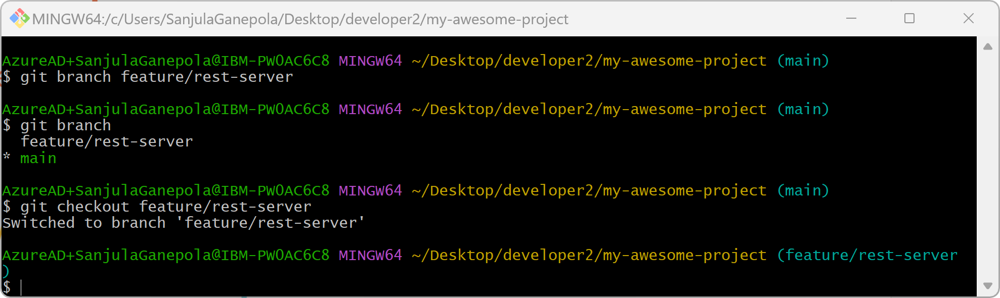 MINGW64:/c/Users/SanjulaGanepola/Desktop/developer2/my-awesome-project
AzureAD+SanjulaGanepola@IBM-PW0AC6C8 MINGW64 ~/Desktop/developer2/my-awesome-project (main)
$ git branch feature/rest-server
AzureAD+SanjulaGanepola@IBM-PW0AC6C8 MINGW64 ~/Desktop/developer2/my-awesome-project (main)
$ git branch
  feature/rest-server
* main
AzureAD+SanjulaGanepola@IBM-PW0AC6C8 MINGW64 ~/Desktop/developer2/my-awesome-project (main)
$ git checkout feature/rest-server
Switched to branch 'feature/rest-server'
AzureAD+SanjulaGanepola@IBM-PW0AC6C8 MINGW64 ~/Desktop/developer2/my-awesome-project (feature/rest-server
)
$